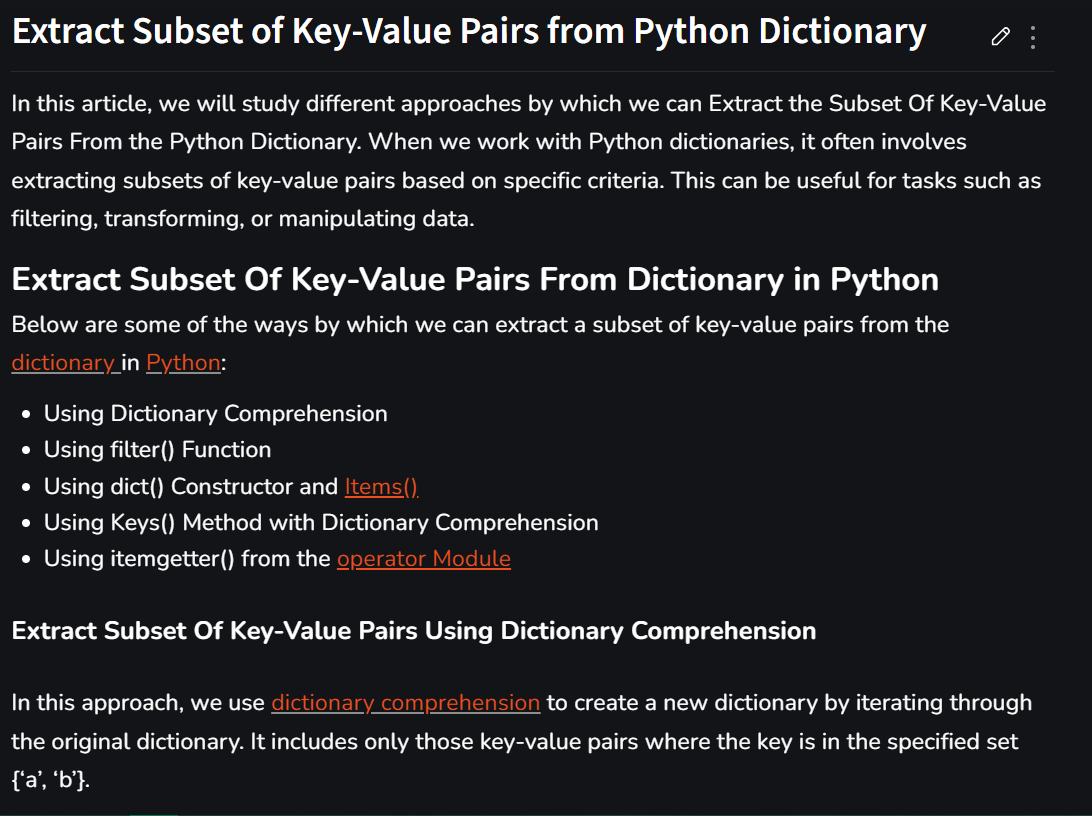 Extract Subset of Key-Value Pairs from Python Dictionary
In this article, we will study different approaches by which we can Extract the Subset Of Key-Value
Pairs From the Python Dictionary. When we work with Python dictionaries, it often involves
extracting subsets of key-value pairs based on specific criteria. This can be useful for tasks such as
filtering, transforming, or manipulating data.
Extract Subset Of Key-Value Pairs From Dictionary in Python
Below are some of the ways by which we can extract a subset of key-value pairs from the
dictionary in Python:
• Using Dictionary Comprehension
• Using filter() Function
• Using dict() Constructor and Items()
• Using Keys() Method with Dictionary Comprehension
• Using itemgetter() from the operator Module
Extract Subset Of Key-Value Pairs Using Dictionary Comprehension
In this approach, we use dictionary comprehension to create a new dictionary by iterating through
the original dictionary. It includes only those key-value pairs where the key is in the specified set
{‘a’, ‘b’}.